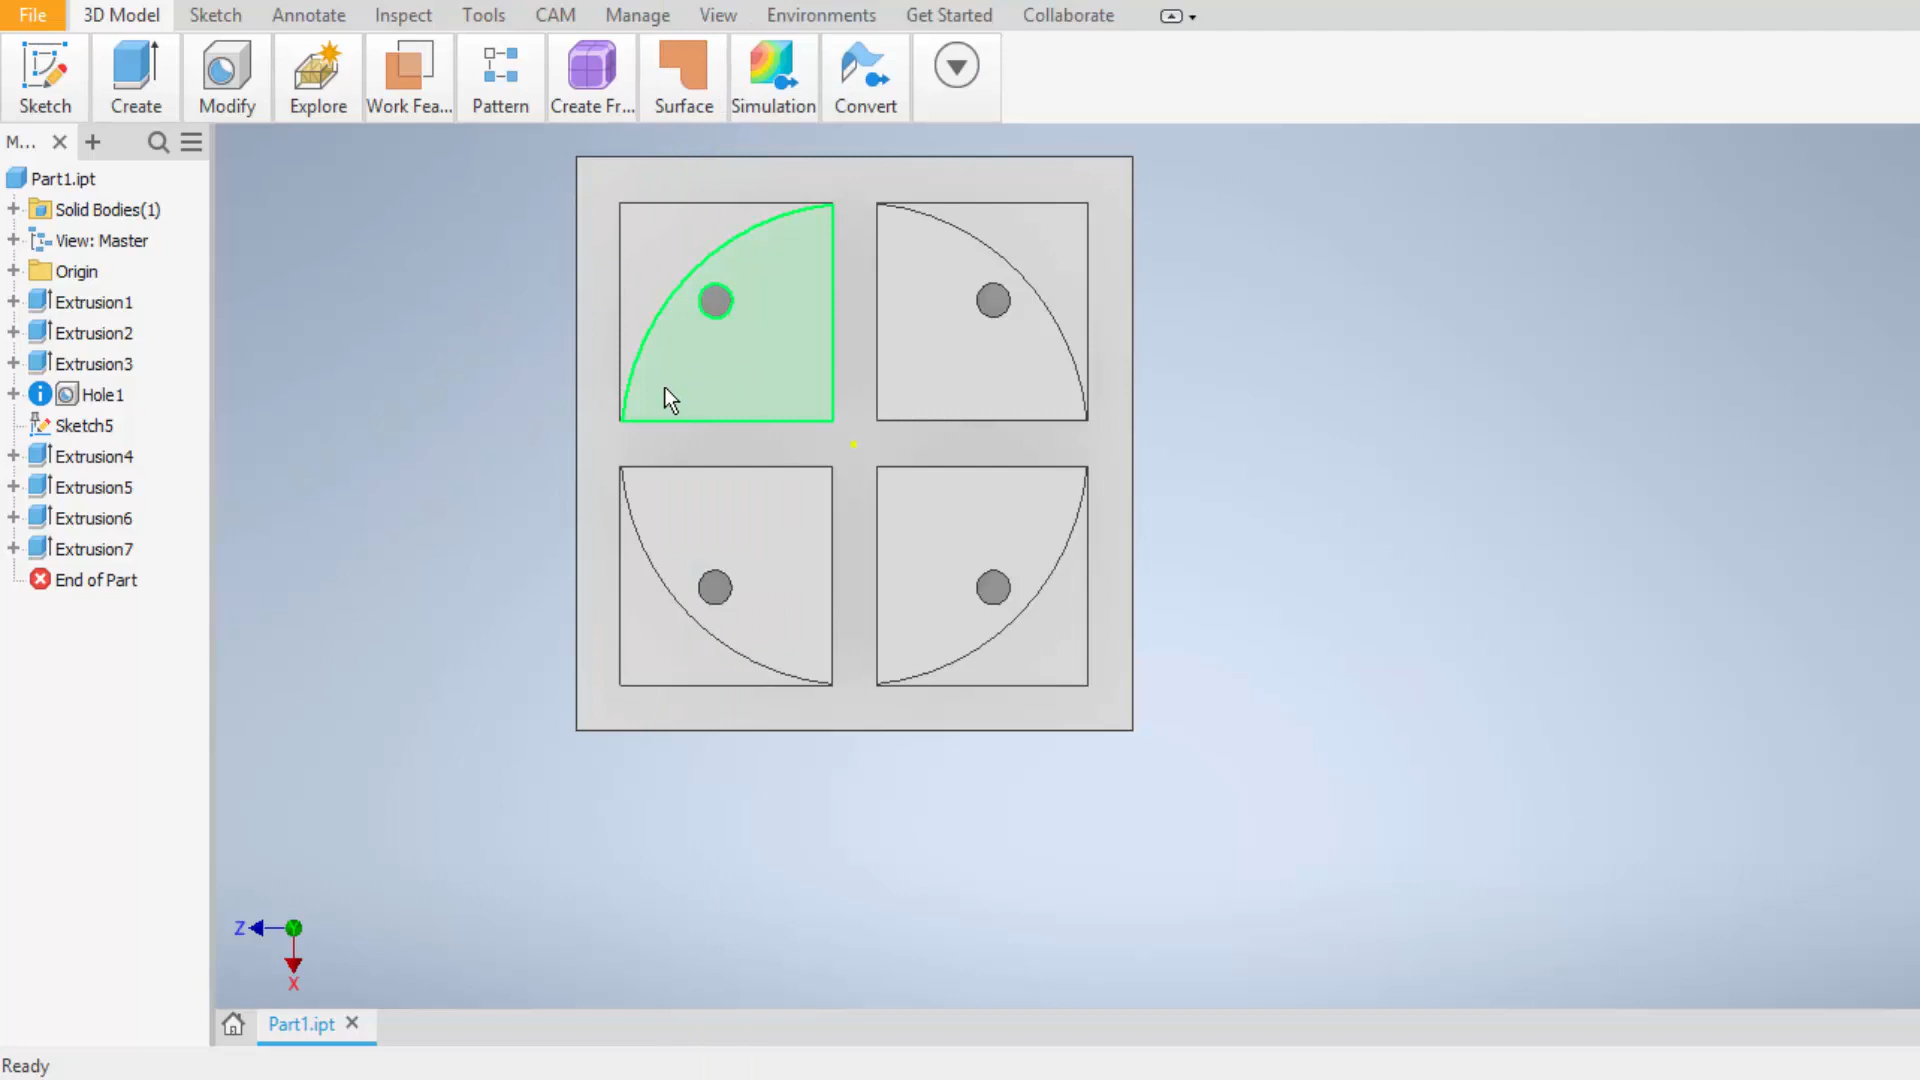 File 3D Model Sketch Annotate Inspect Tools CAM Manage View Environments Get Started Collaborate
Sketch Create Modify Explore Work Fea... Pattern Create Fr... Surface Simulation Convert
M...
Part1.ipt
Solid Bodies(1)
View: Master
Origin
Extrusion1
Extrusion2
Extrusion3
Hole1
Sketch5
Extrusion4
Extrusion5
Extrusion6
Extrusion7
End of Part
Z
Y
X
Part1.ipt
Ready